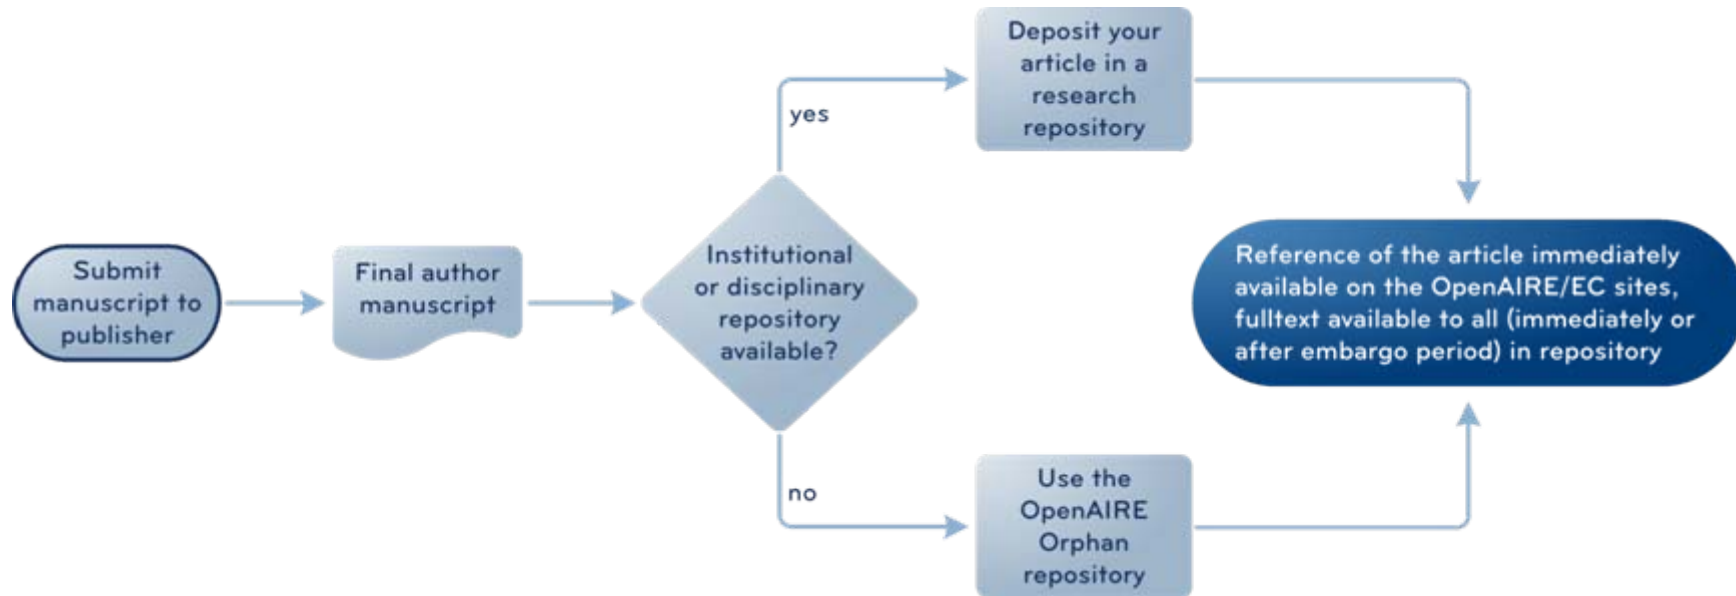 Submit
manuscript to
publisher
Final author
manuscript
Institutional
or disciplinary
repository
available?
yes
Deposit your
article in a
research
repository
no
Use the
OpenAIRE
Orphan
repository
Reference of the article immediately
available on the OpenAIRE/EC sites,
fulltext available to all (immediately or
after embargo period) in repository